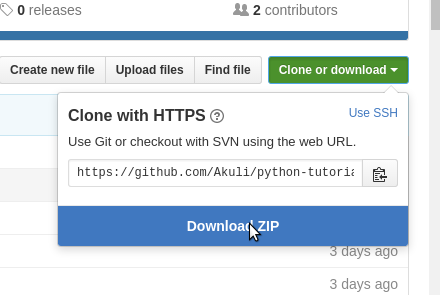 0 releases
2 contributors
Create new file
Upload files
Find file
Clone or download
Clone with HTTPS ?
Use SSH
Use Git or checkout with SVN using the web URL.
https://github.com/Akuli/python-tutoria
Download ZIP
3 days ago
3 days ago